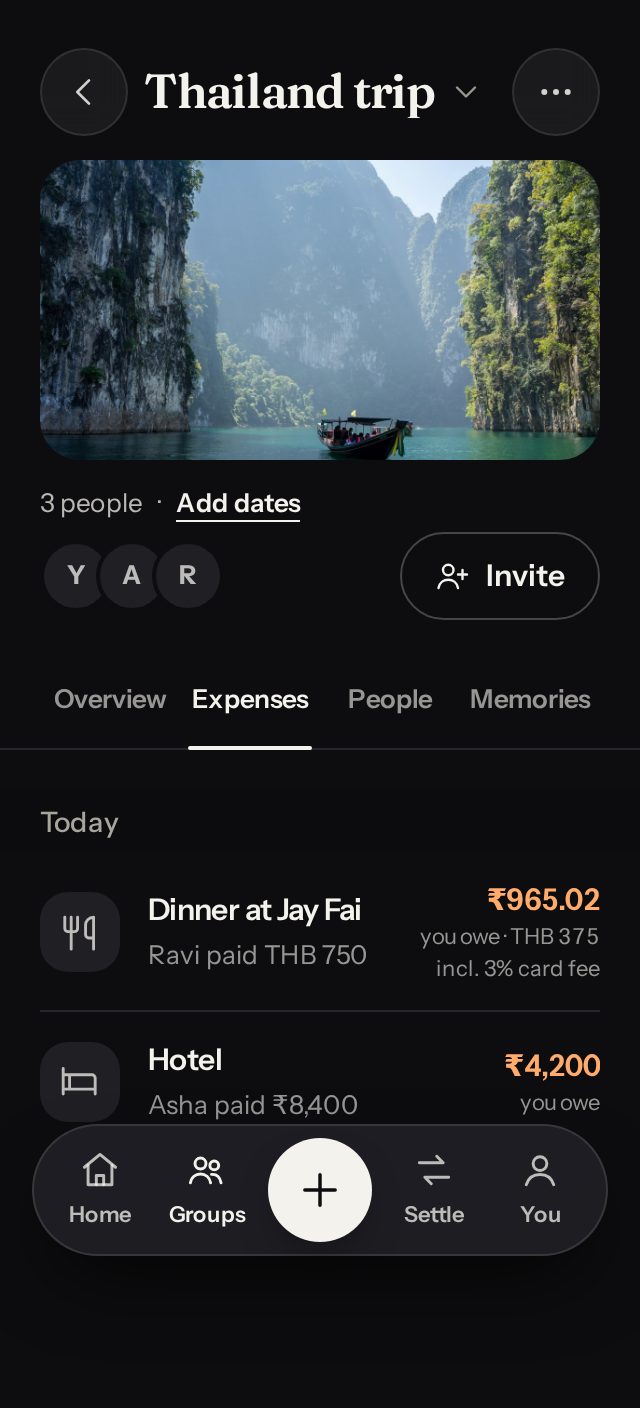 Thailand trip
3 people · Add dates
Y A R
Invite
Overview Expenses People Memories
Today
Dinner at Jay Fai
₹965.02
Ravi paid THB 750
you owe · THB 375
incl. 3% card fee
Hotel
₹4,200
Asha paid ₹8,400
you owe
Home Groups Settle You